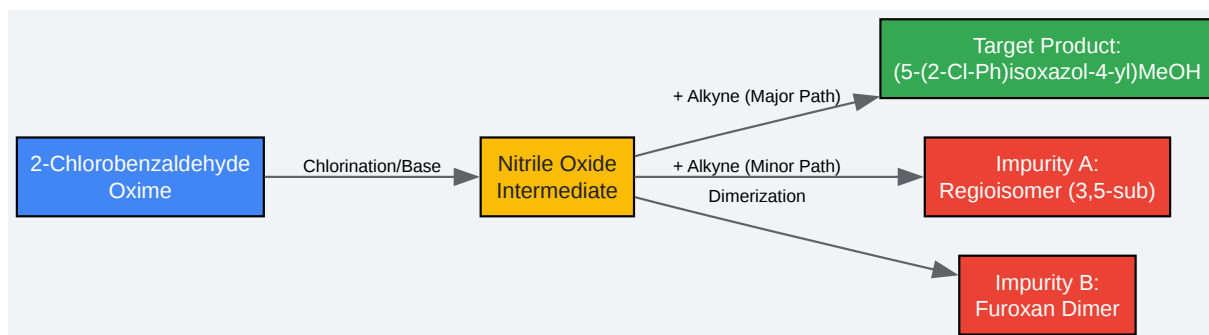 Target Product:
(5-(2-Cl-Ph)isoxazol-4-yl)MeOH
+ Alkyne (Major Path)
2-Chlorobenzaldehyde
Oxime
Chlorination/Base
Nitrile Oxide
Intermediate
+ Alkyne (Minor Path)
Impurity A:
Regioisomer (3,5-sub)
Dimerization
Impurity B:
Furoxan Dimer